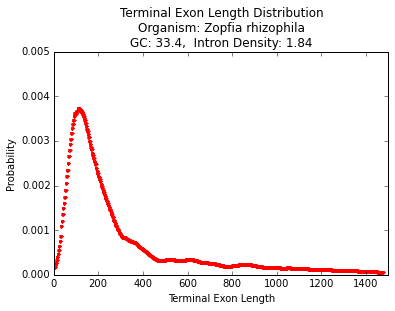 Terminal Exon Length Distribution
Organism: Zopfia rhizophila
GC: 33.4,  Intron Density: 1.84
0.005
0.004
0.003
0.002
0.001
0.000
Probability
0 200 400 600 800 1000 1200 1400
Terminal Exon Length